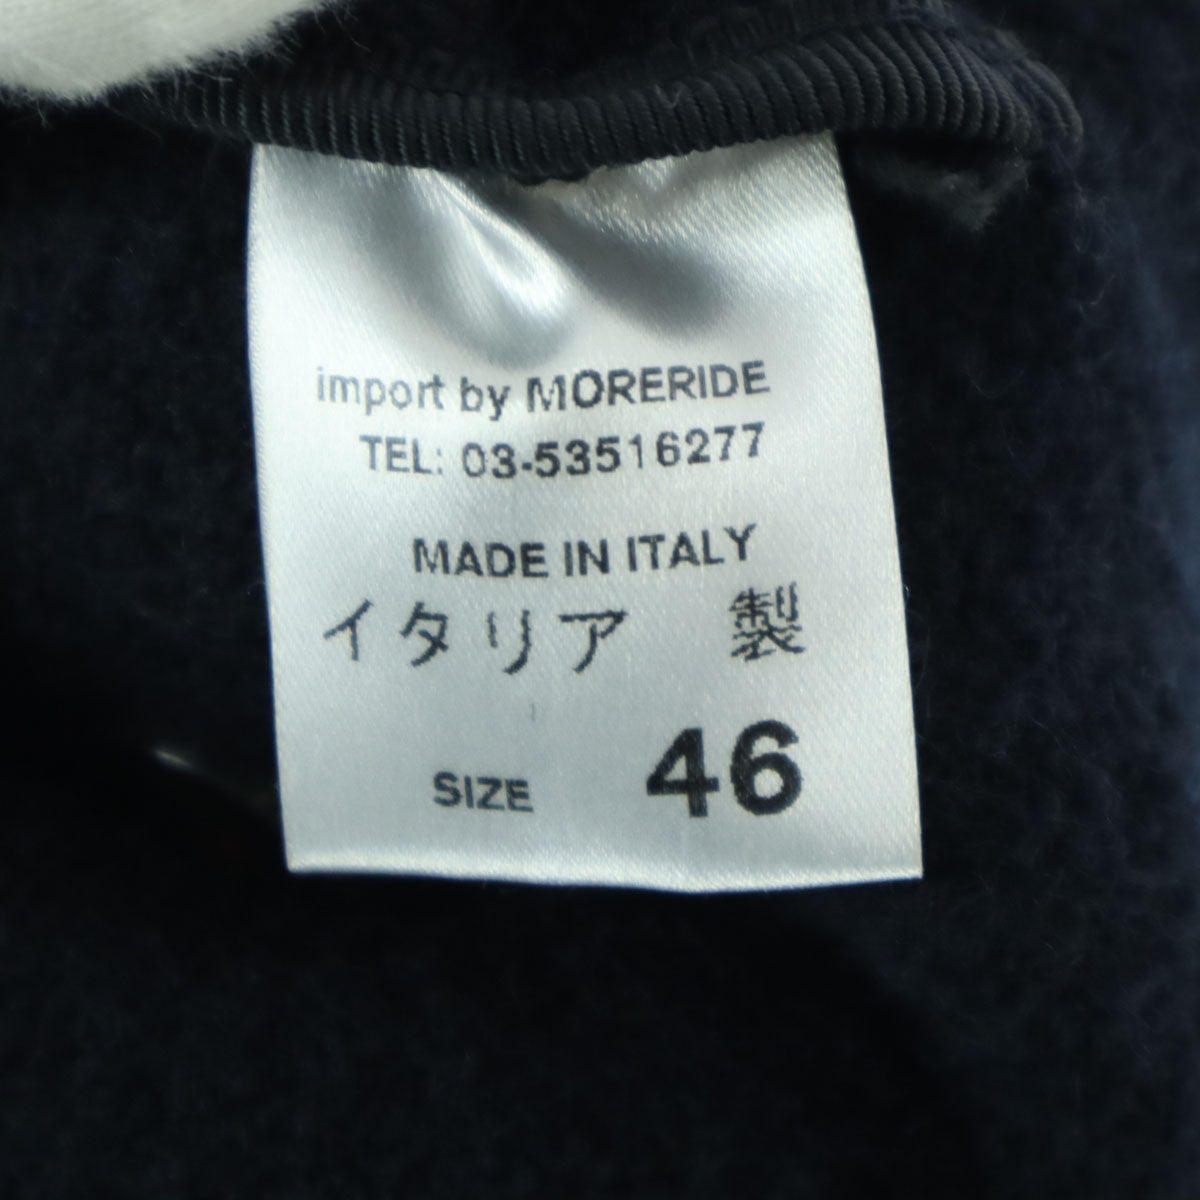 import by MORERIDE
TEL: 03-53516277
MADE IN ITALY
イタリア 製
SIZE 46